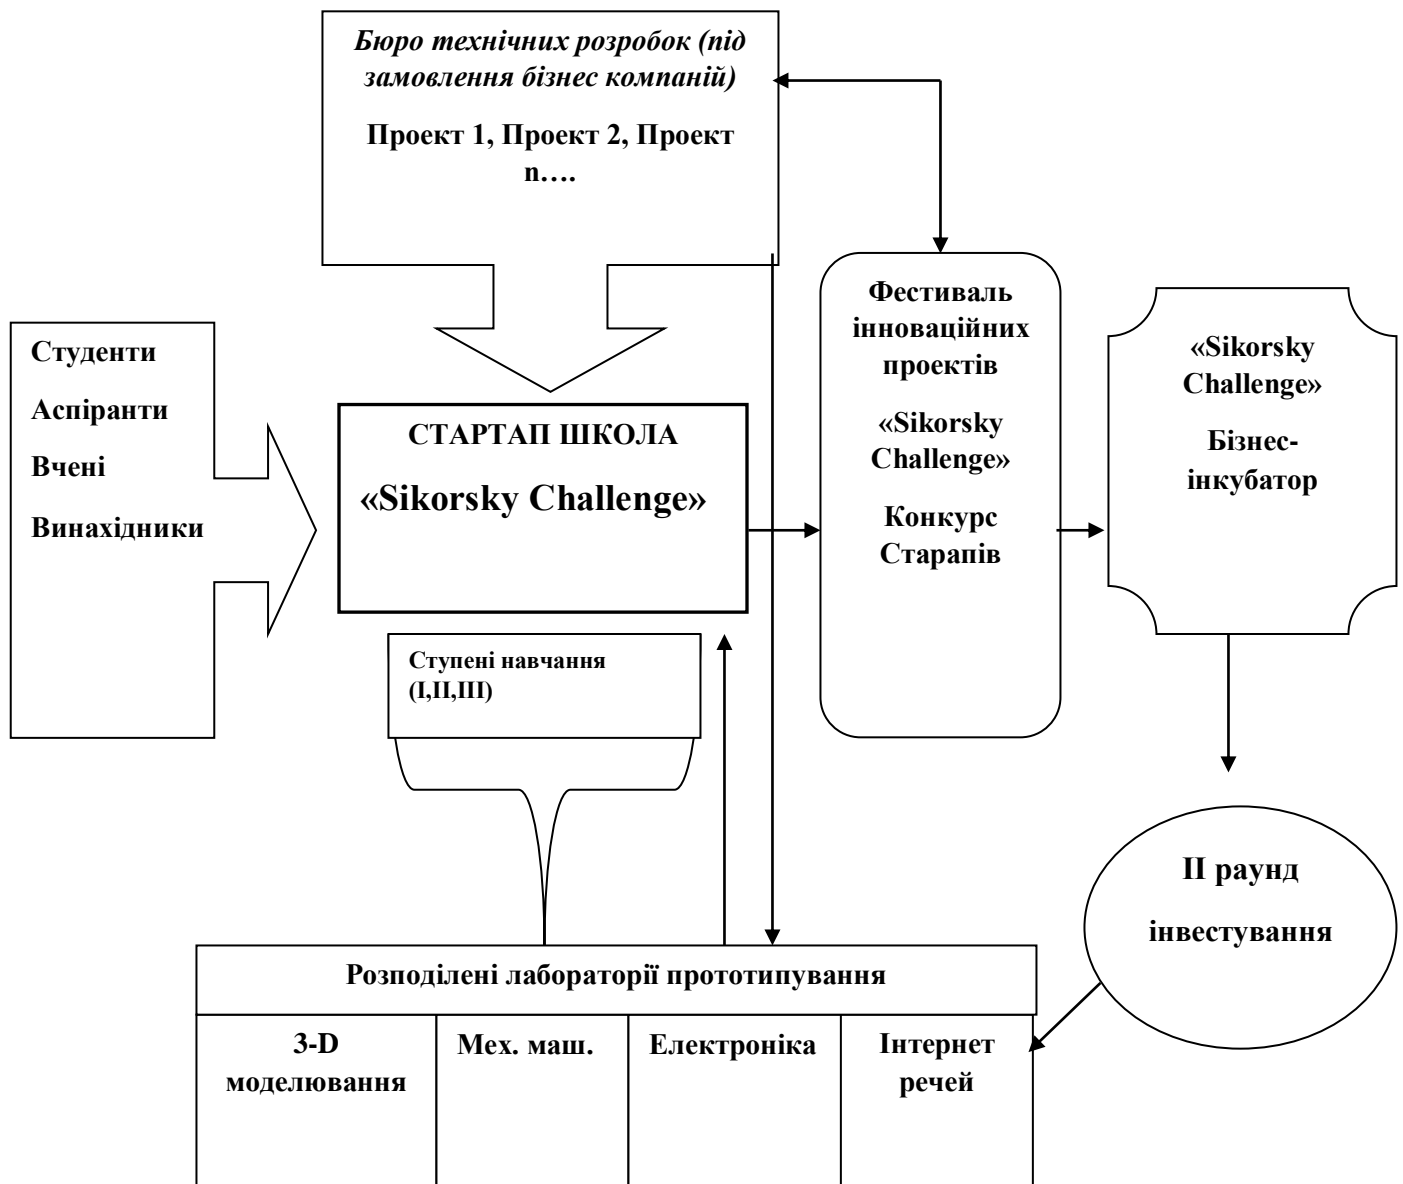 Бюро технічних розробок (під
замовлення бізнес компаній)
Проект 1, Проект 2, Проект
n….
Студенти
Аспіранти
Вчені
Винахідники
СТАРТАП ШКОЛА
«Sikorsky Challenge»
Ступені навчання
(І,ІІ,ІІІ)
Фестиваль
інноваційних
проектів
«Sikorsky
Challenge»
Конкурс
Старапів
«Sikorsky
Challenge»
Бізнес-
інкубатор
ІІ раунд
інвестування
Розподілені лабораторії прототипування
3-D
моделювання
Мех. маш.
Електроніка
Інтернет
речей